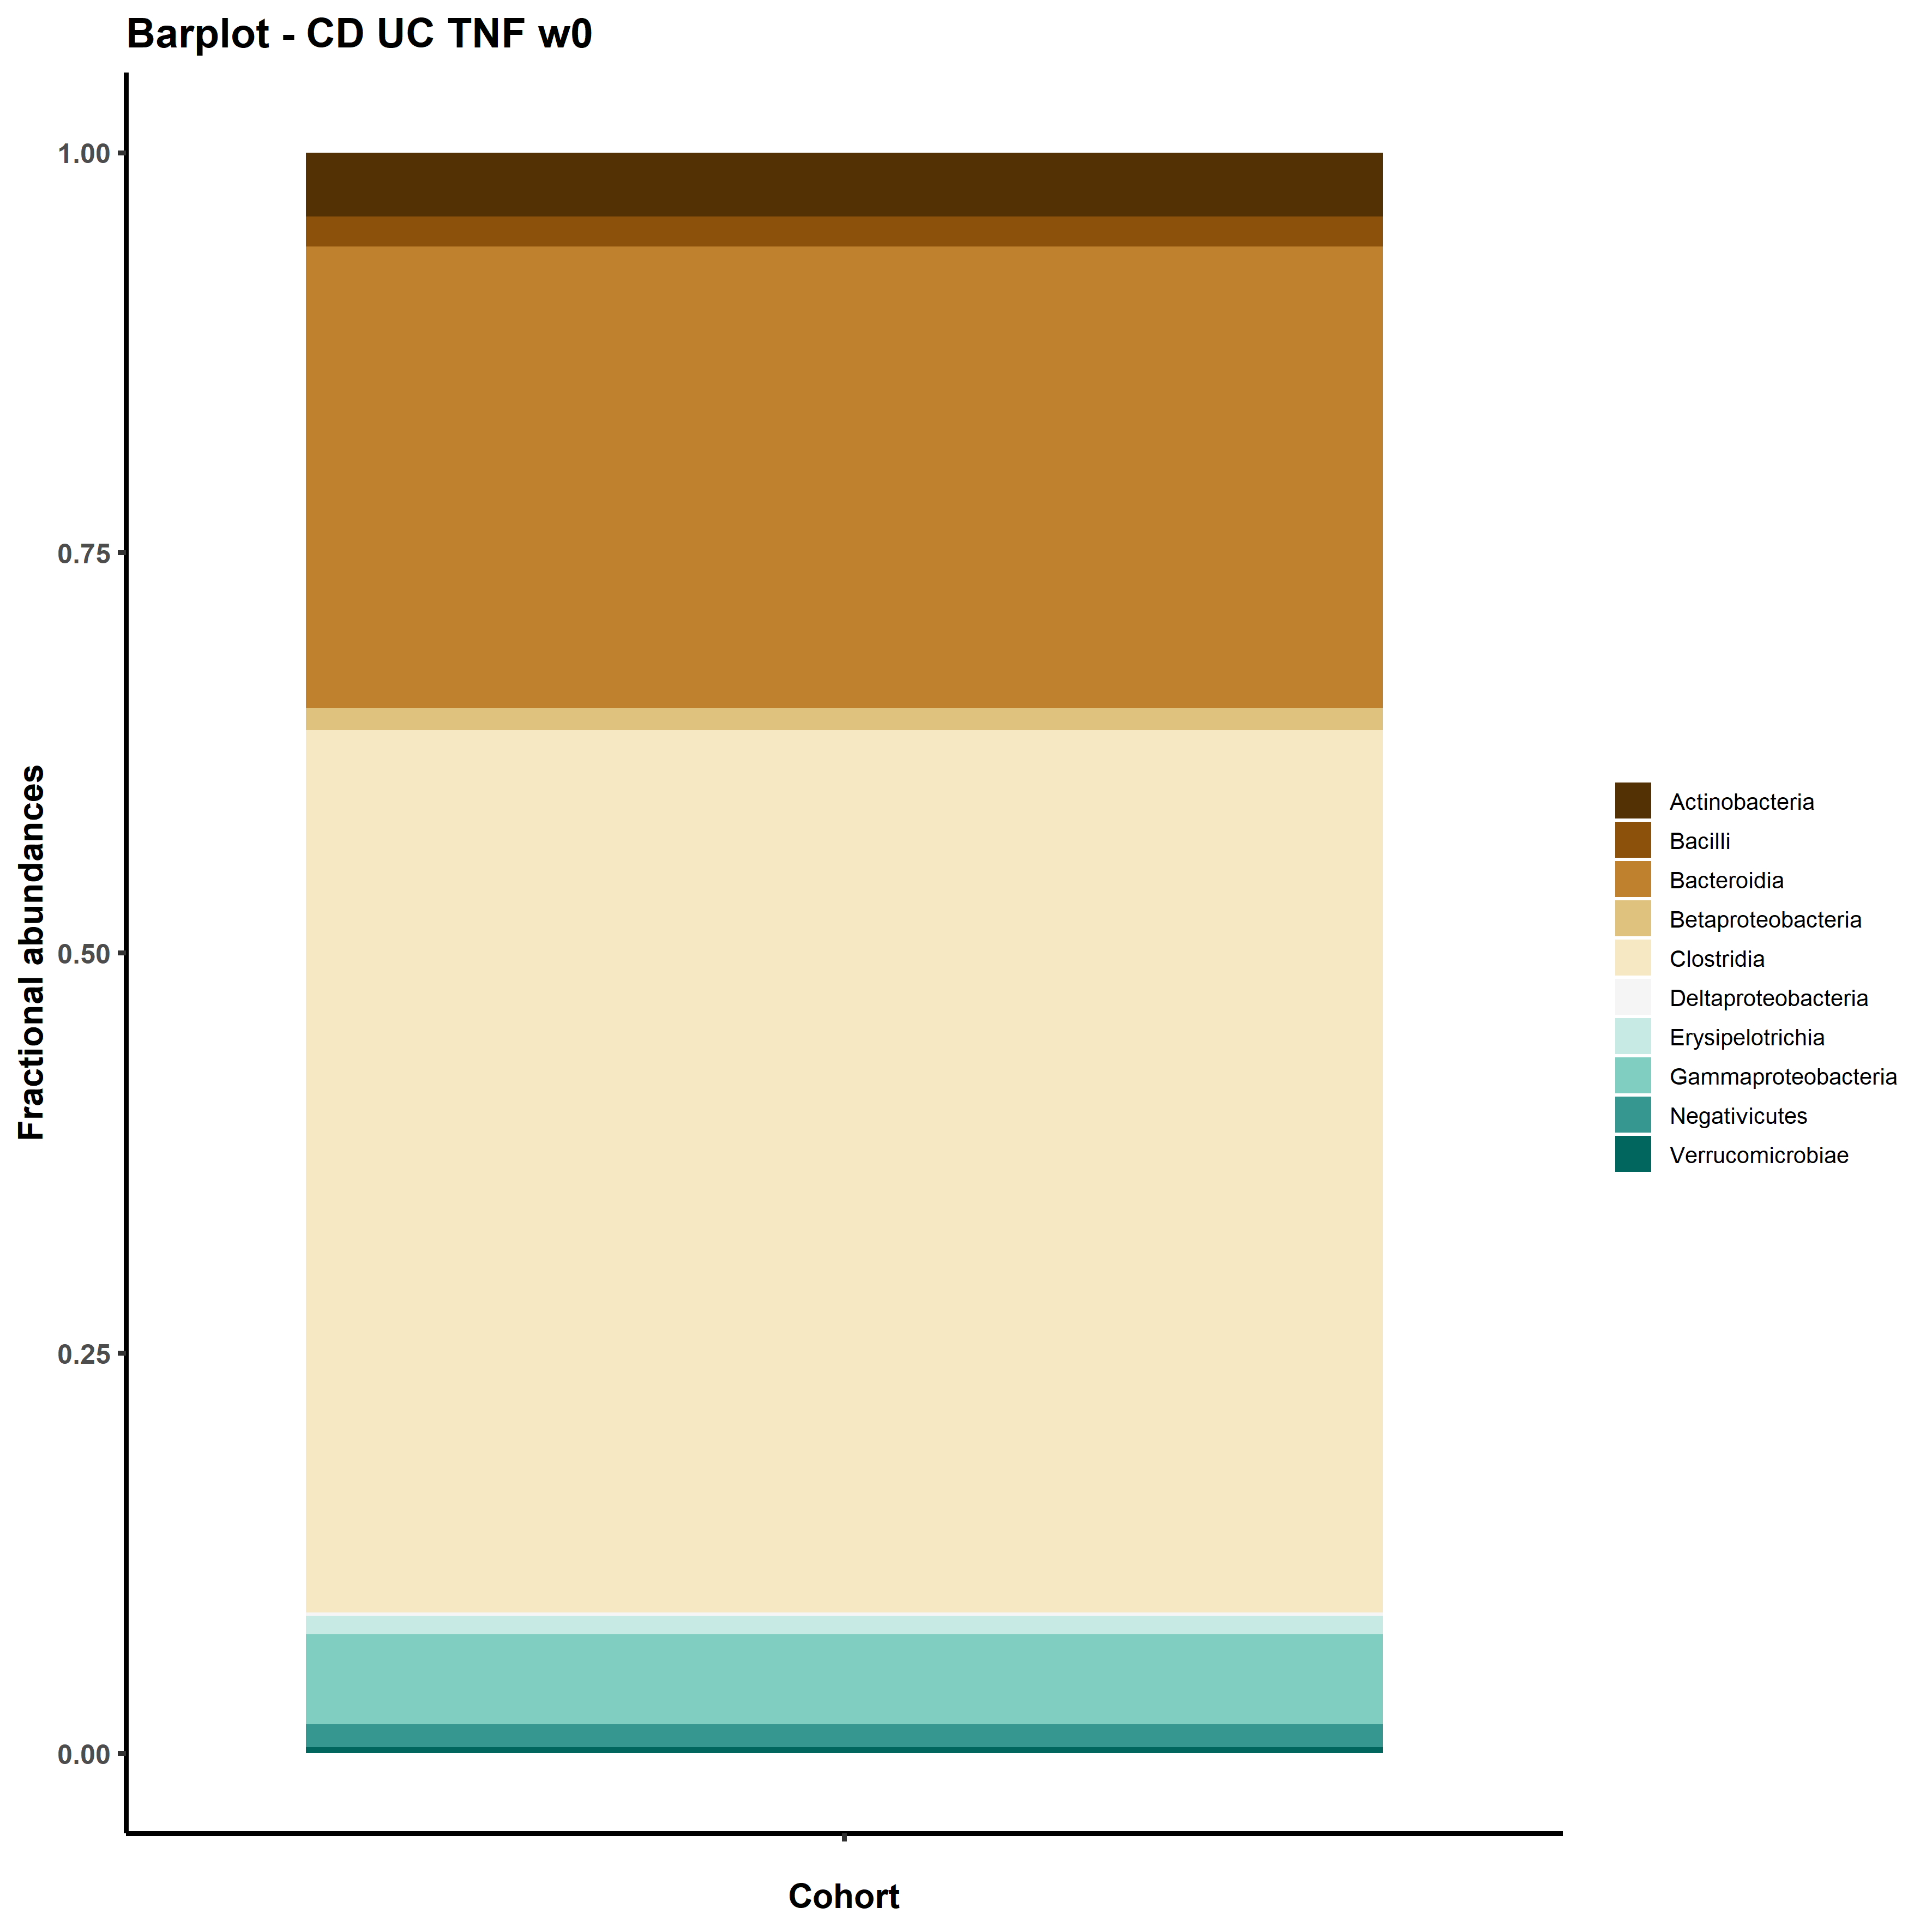 Barplot - CD UC TNF w0
1.00
0.75
0.50
0.25
0.00
Fractional abundances
Cohort
Actinobacteria
Bacilli
Bacteroidia
Betaproteobacteria
Clostridia
Deltaproteobacteria
Erysipelotrichia
Gammaproteobacteria
Negativicutes
Verrucomicrobiae